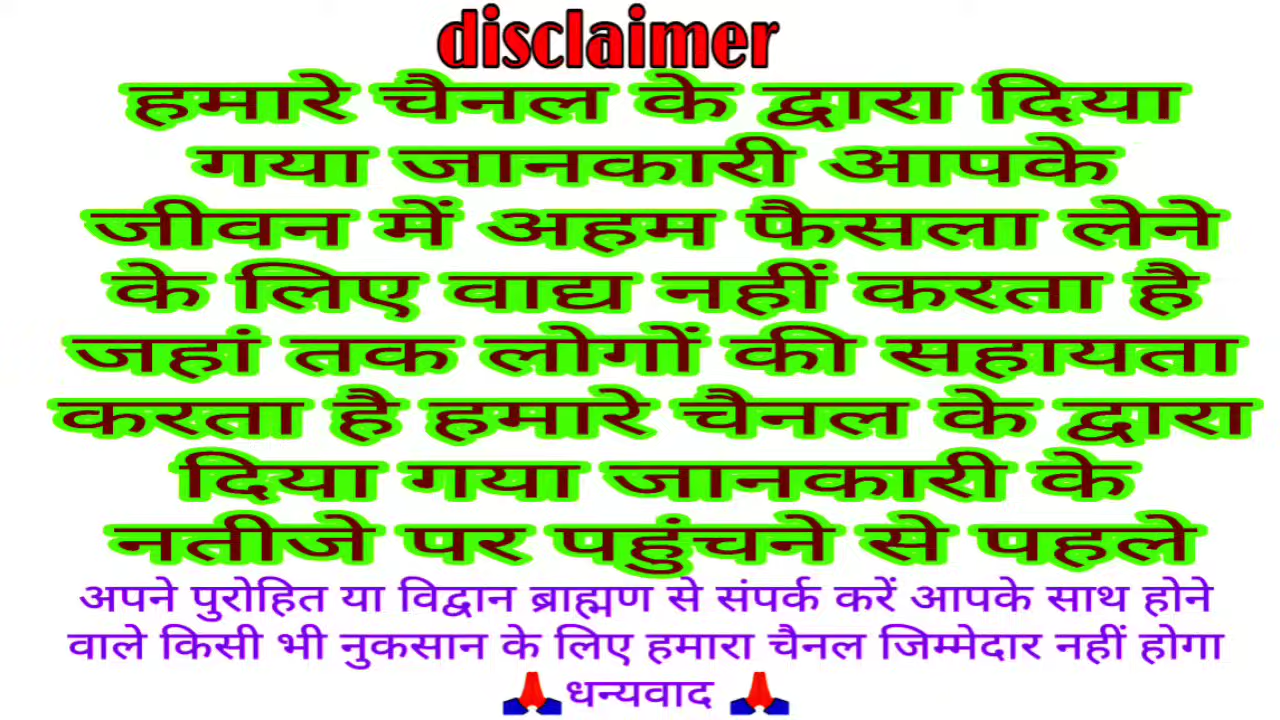 disclaimer
हमारे चैनल के द्वारा दिया
गया जानकारी आपके
जीवन में अहम फैसला लेने
के लिए वाद्य नहीं करता है
जहां तक लोगों की सहायता
करता है हमारे चैनल के द्वारा
दिया गया जानकारी के
नतीजे पर पहुंचने से पहले
अपने पुरोहित या विद्वान ब्राह्मण से संपर्क करें आपके साथ होने
वाले किसी भी नुकसान के लिए हमारा चैनल जिम्मेदार नहीं होगा
🙏धन्यवाद 🙏